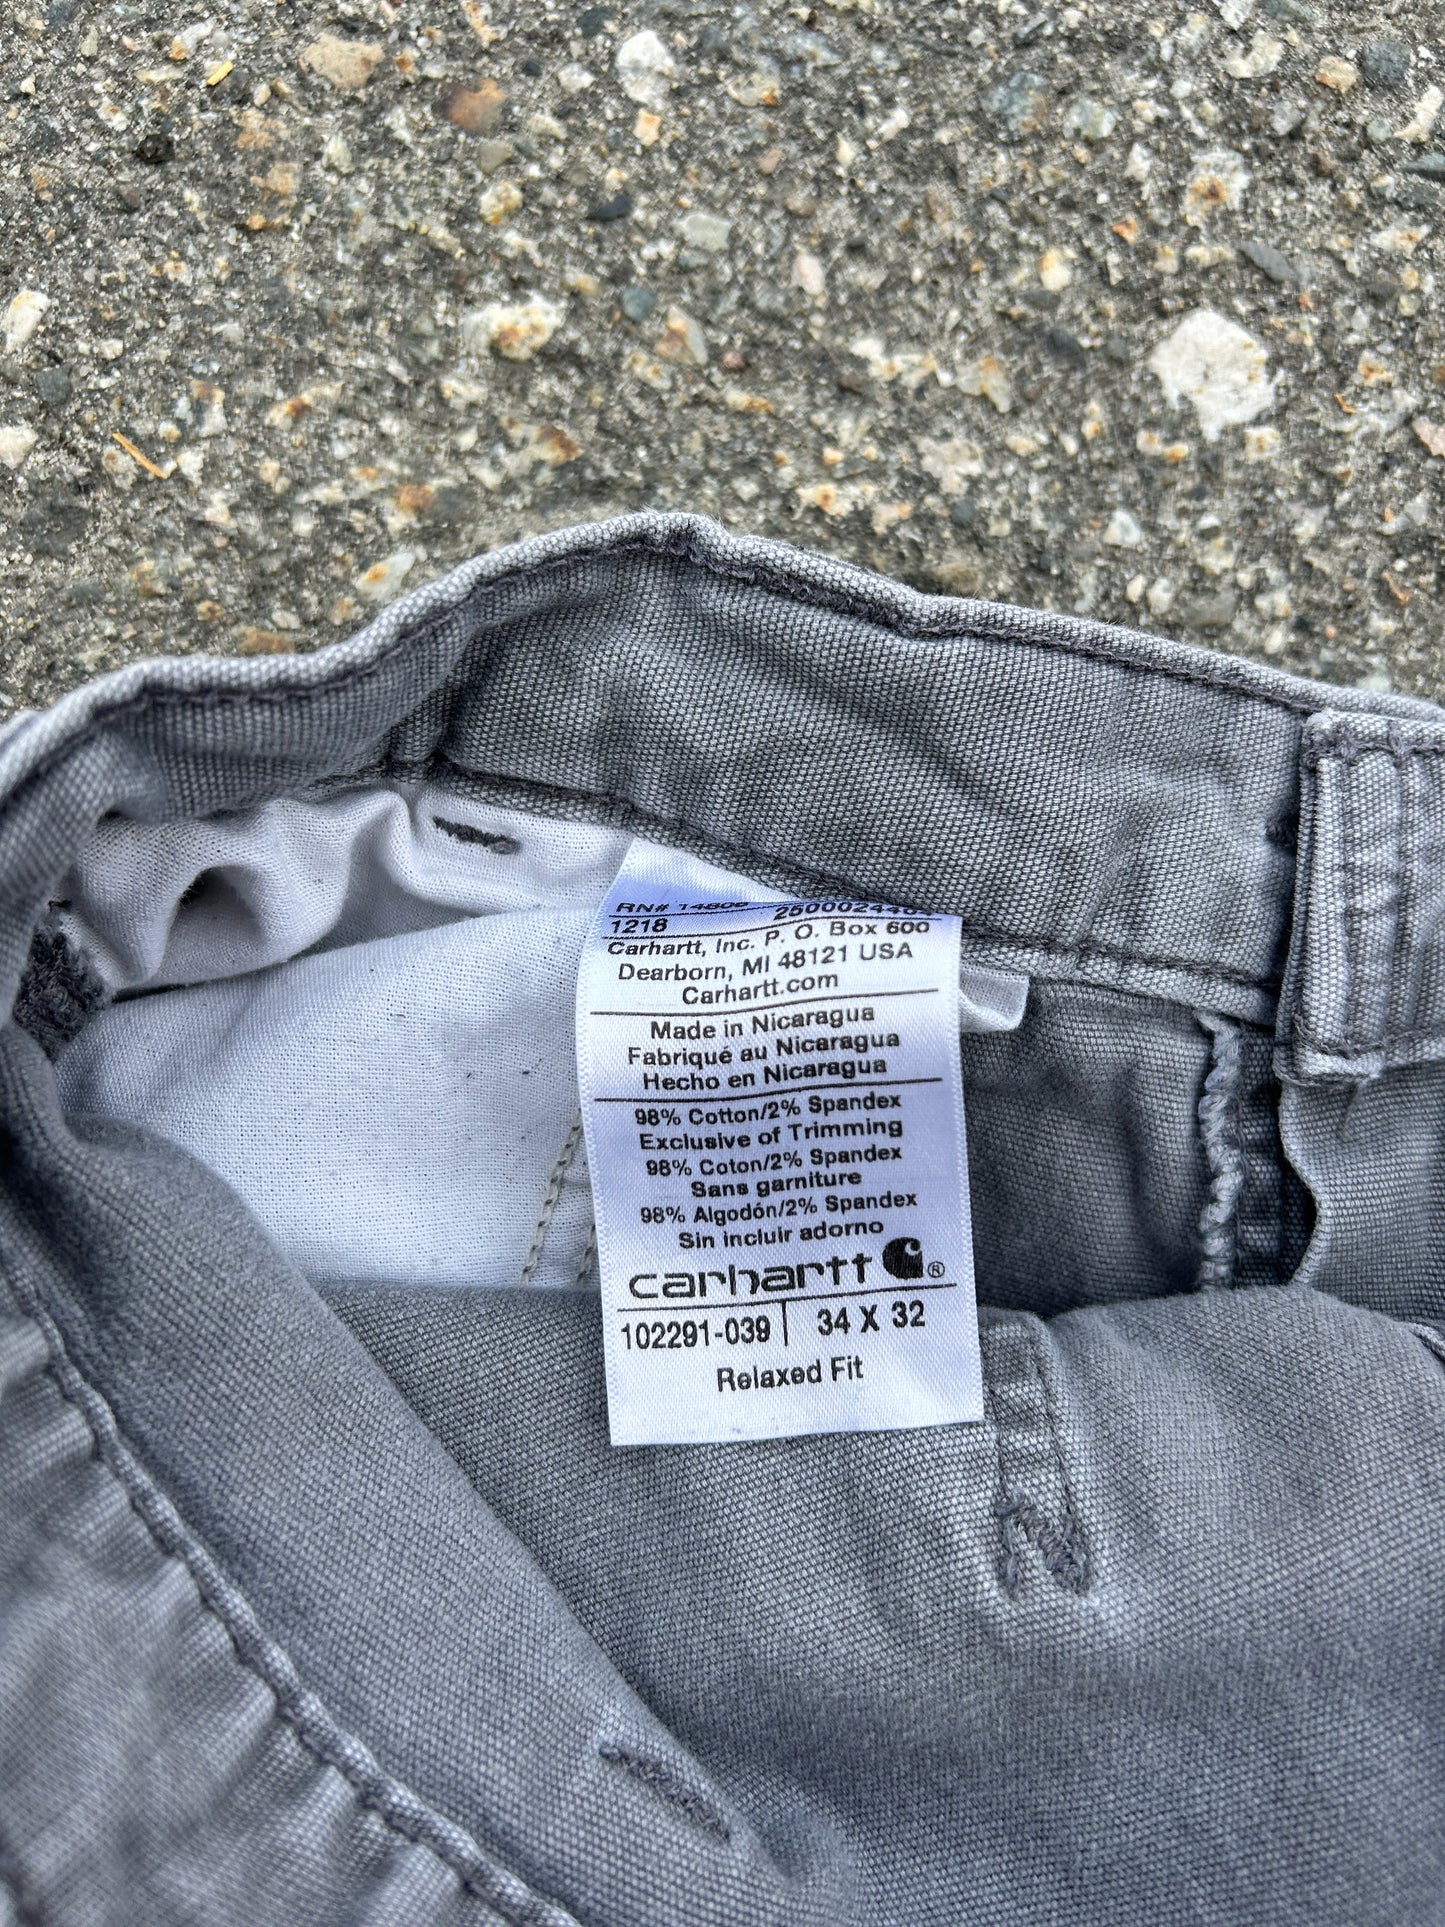 RN# 14806
1218
Carhartt, Inc. P. O. Box 600
Dearborn, MI 48121 USA
Carhartt.com
Made in Nicaragua
Fabriqué au Nicaragua
Hecho en Nicaragua
98% Cotton/2% Spandex
Exclusive of Trimming
98% Coton/2% Spandex
Sans garniture
98% Algodón/2% Spandex
Sin incluir adorno
carhartt ®
102291-039 34 X 32
Relaxed Fit